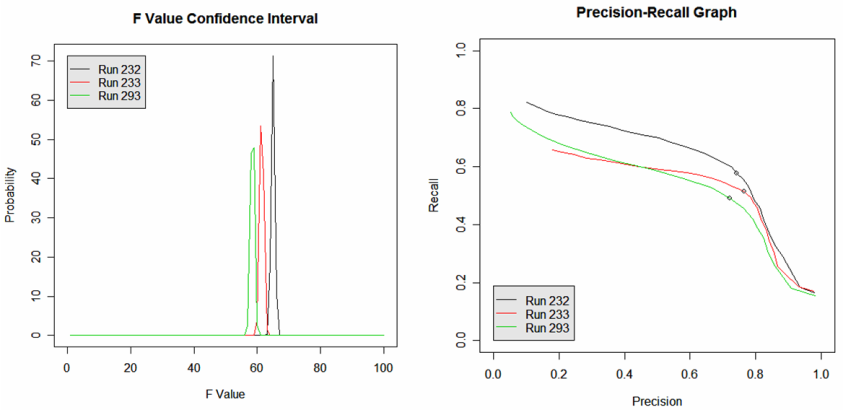 F Value Confidence Interval
Probability
70
60
50
40
30
20
10
0
Run 232
Run 233
Run 293
0 20 40 60 80 100
F Value
Precision-Recall Graph
Recall
1.0
0.8
0.6
0.4
0.2
0.0
Run 232
Run 233
Run 293
0.0 0.2 0.4 0.6 0.8 1.0
Precision